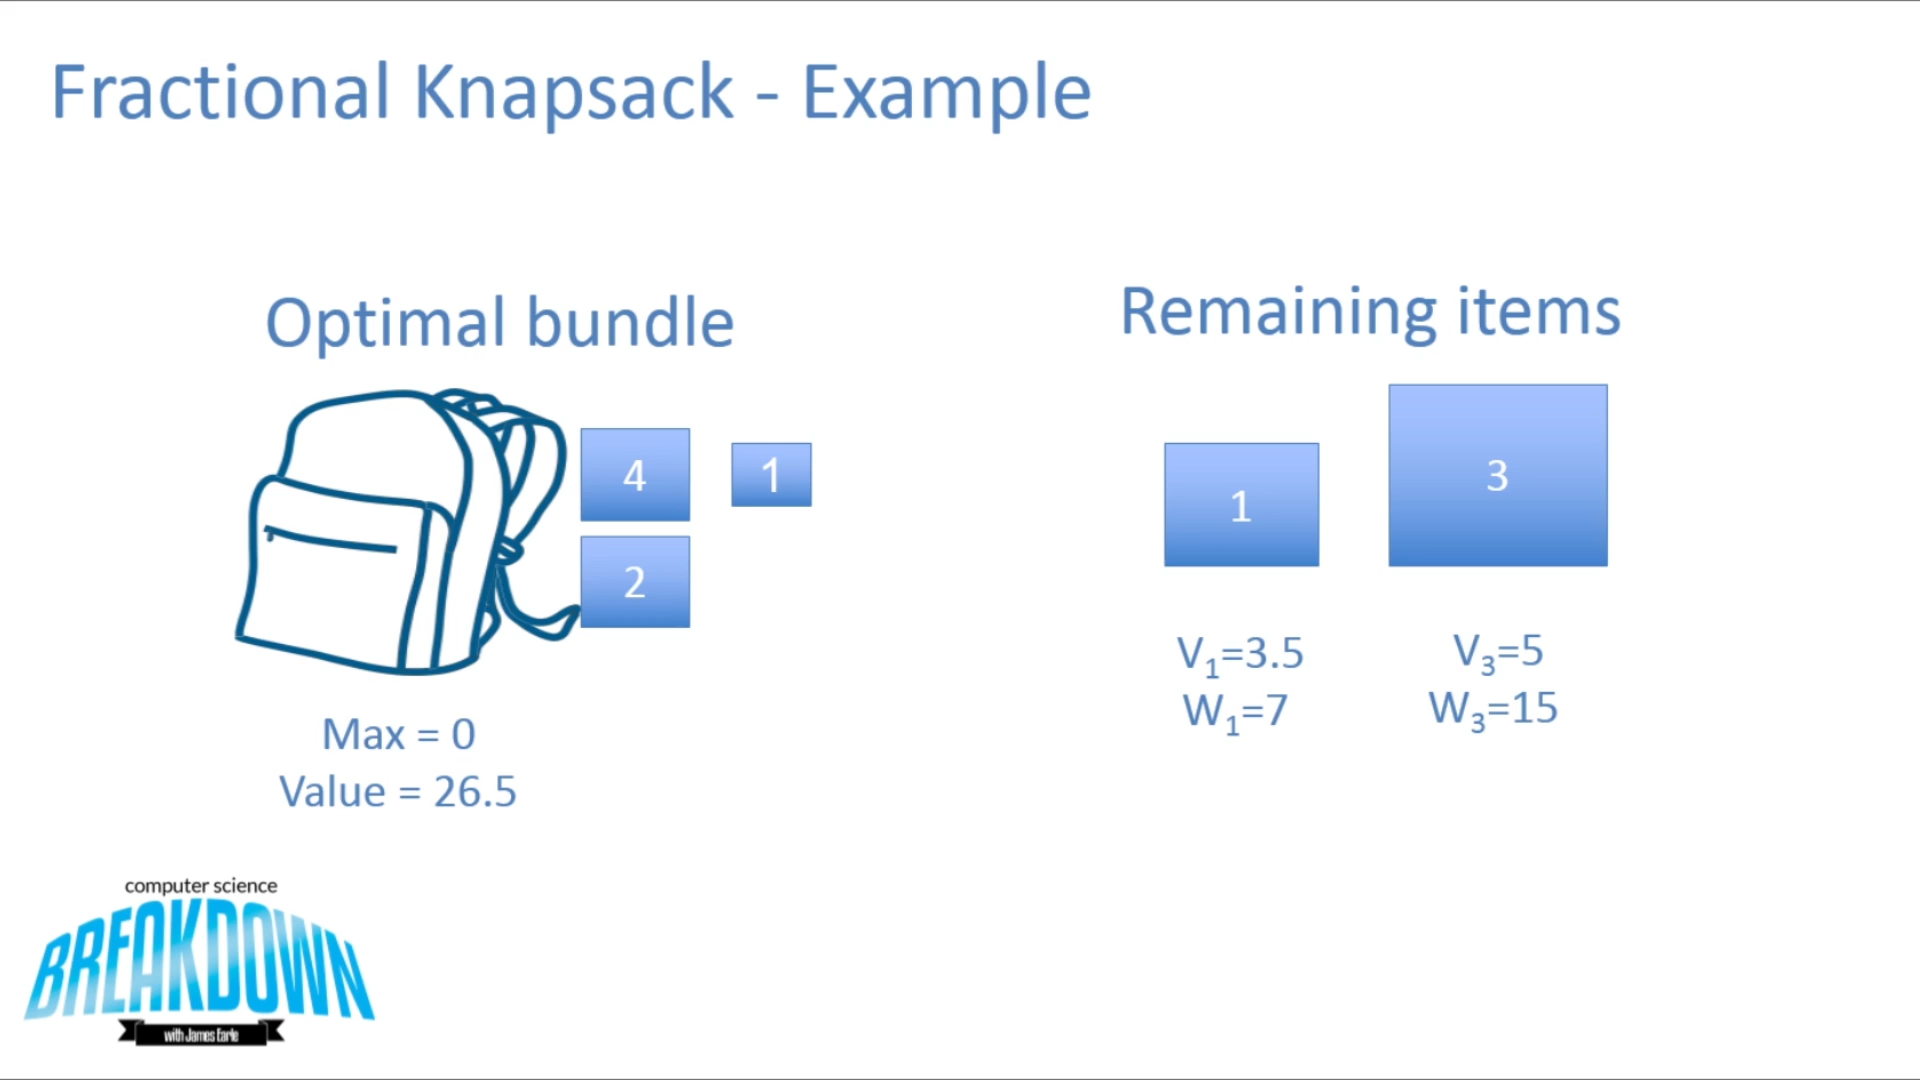 Fractional Knapsack - Example
Optimal bundle
4
1
2
Max = 0
Value = 26.5
Remaining items
1
3
V₁=3.5
W₁=7
V₃=5
W₃=15
computer science
BREAKDOWN
with James Earle